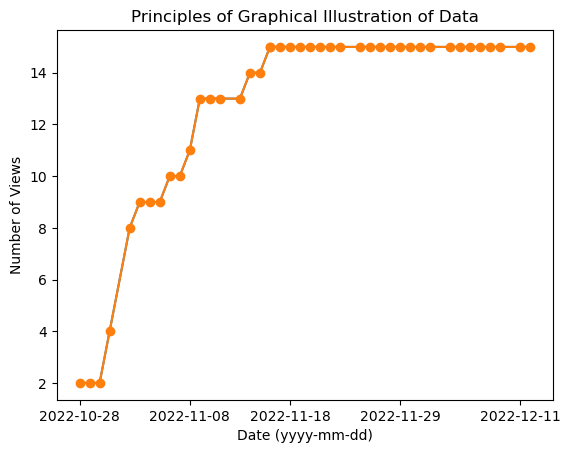 Principles of Graphical Illustration of Data
Number of Views
14
12
10
8
6
4
2
2022-10-28 2022-11-08 2022-11-18 2022-11-29 2022-12-11
Date (yyyy-mm-dd)